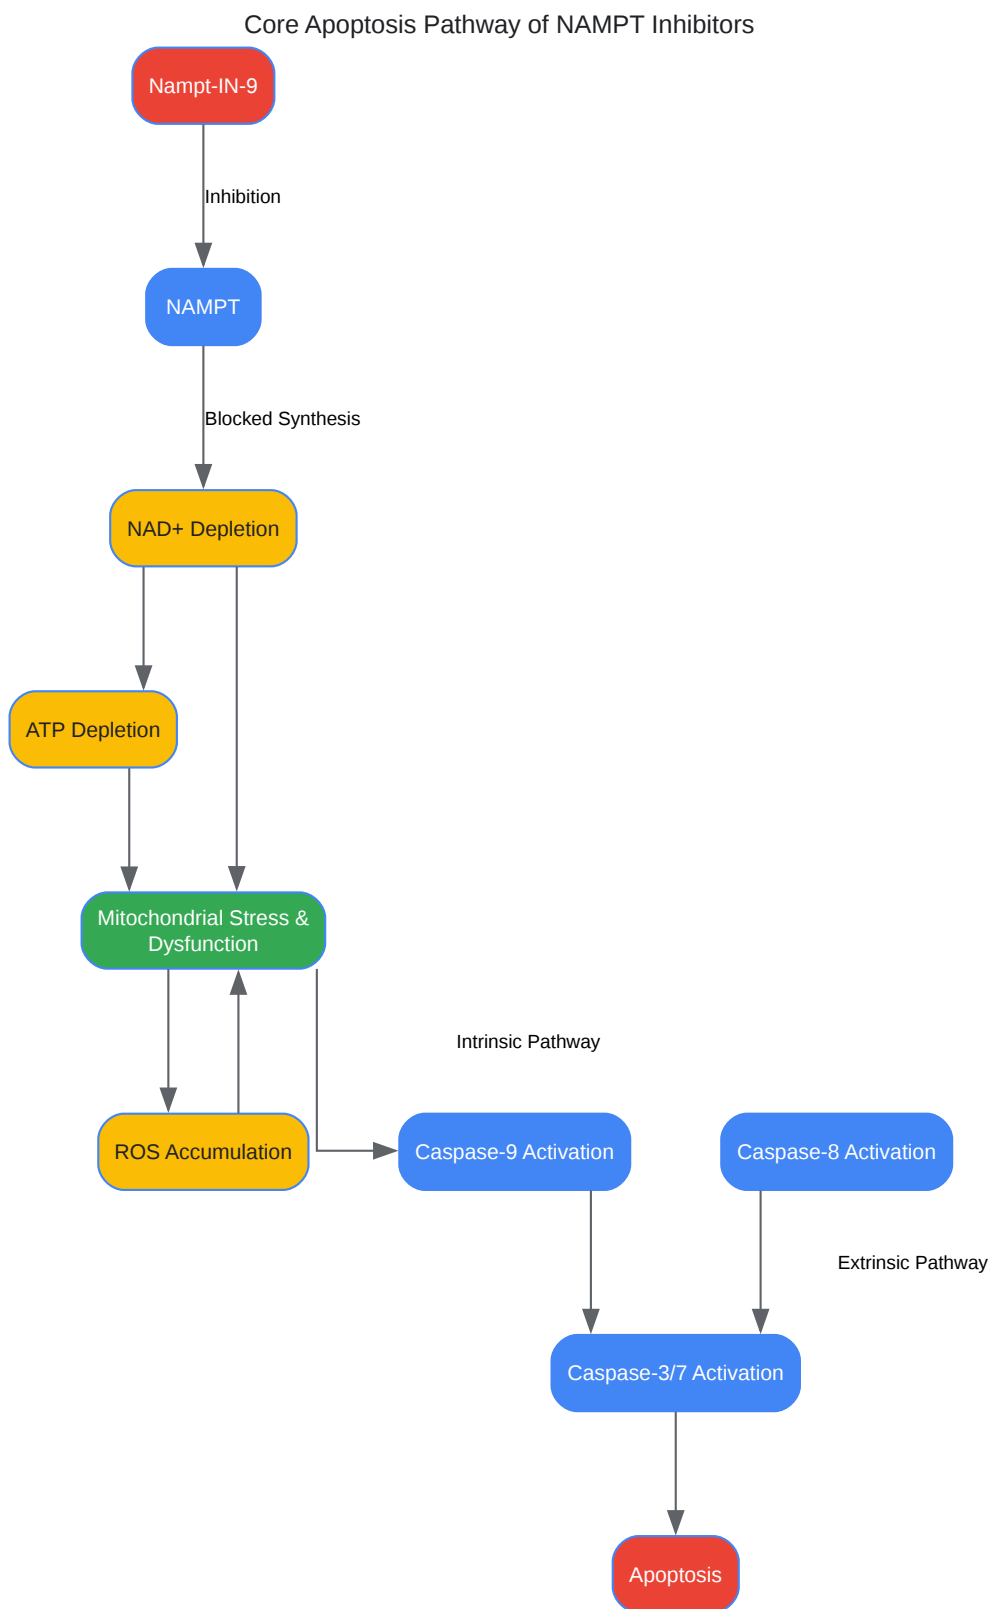 Core Apoptosis Pathway of NAMPT Inhibitors
Nampt-IN-9
Inhibition
NAMPT
Blocked Synthesis
NAD+ Depletion
ATP Depletion
Mitochondrial Stress &
Dysfunction
Intrinsic Pathway
ROS Accumulation
Caspase-9 Activation
Caspase-8 Activation
Extrinsic Pathway
Caspase-3/7 Activation
Apoptosis